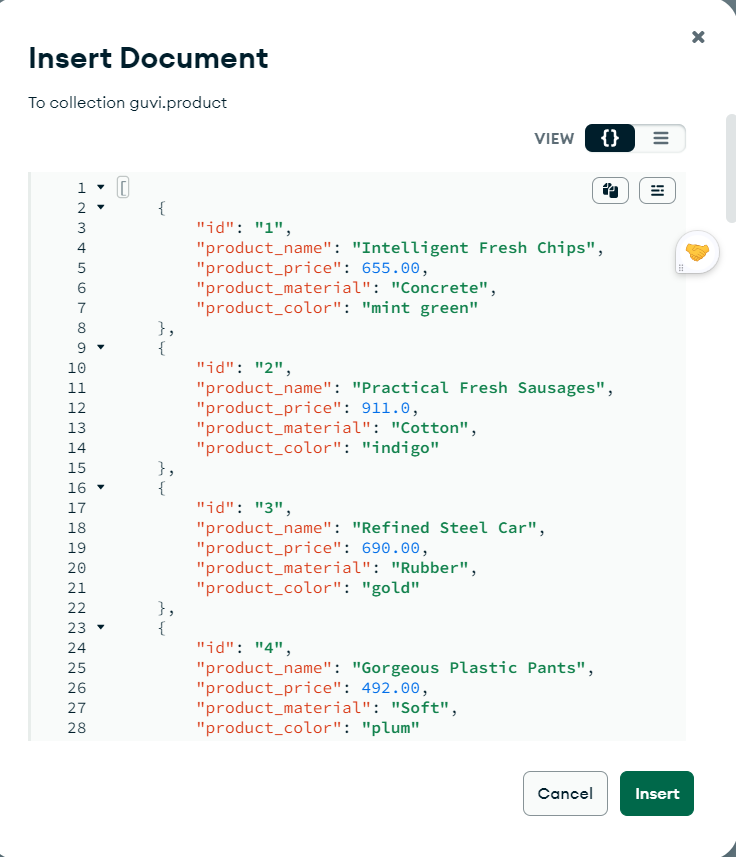 Insert Document
To collection guvi.product
VIEW {}
1 [
2 {
3 "id": "1",
4 "product_name": "Intelligent Fresh Chips",
5 "product_price": 655.00,
6 "product_material": "Concrete",
7 "product_color": "mint green"
8 },
9 {
10 "id": "2",
11 "product_name": "Practical Fresh Sausages",
12 "product_price": 911.0,
13 "product_material": "Cotton",
14 "product_color": "indigo"
15 },
16 {
17 "id": "3",
18 "product_name": "Refined Steel Car",
19 "product_price": 690.00,
20 "product_material": "Rubber",
21 "product_color": "gold"
22 },
23 {
24 "id": "4",
25 "product_name": "Gorgeous Plastic Pants",
26 "product_price": 492.00,
27 "product_material": "Soft",
28 "product_color": "plum"
Cancel Insert